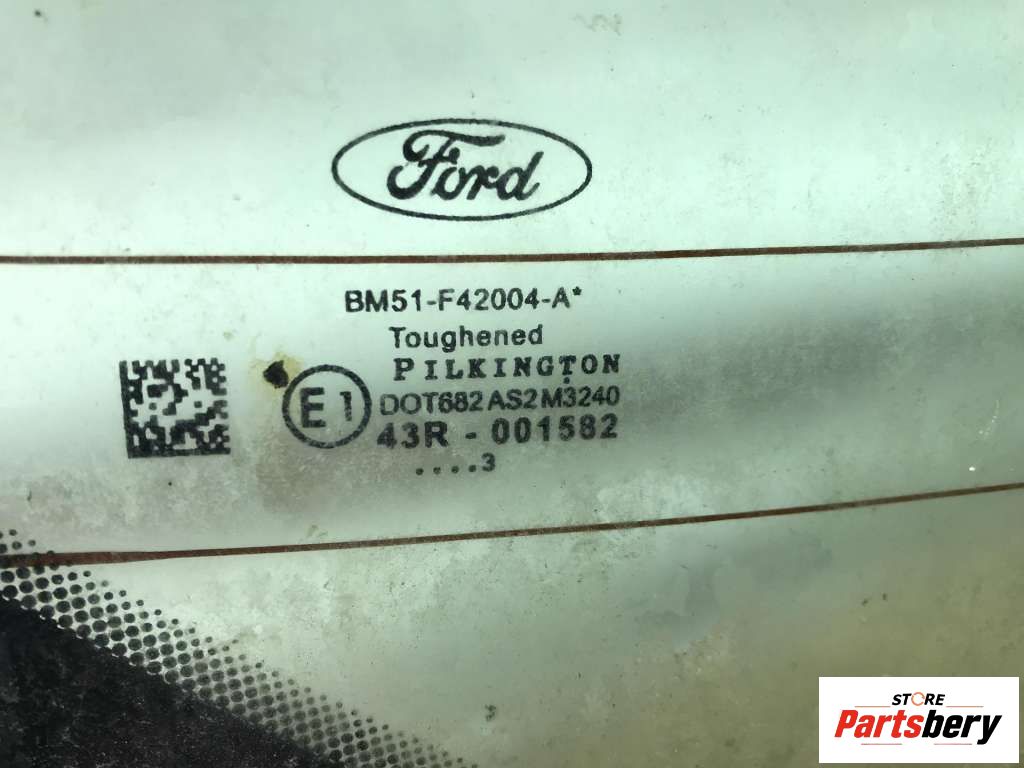 Ford
BM51-F42004-A*
Toughened
PILKINGTON
E1
DOT682 AS2 M3240
43R - 001582
....3
STORE
Partsbery